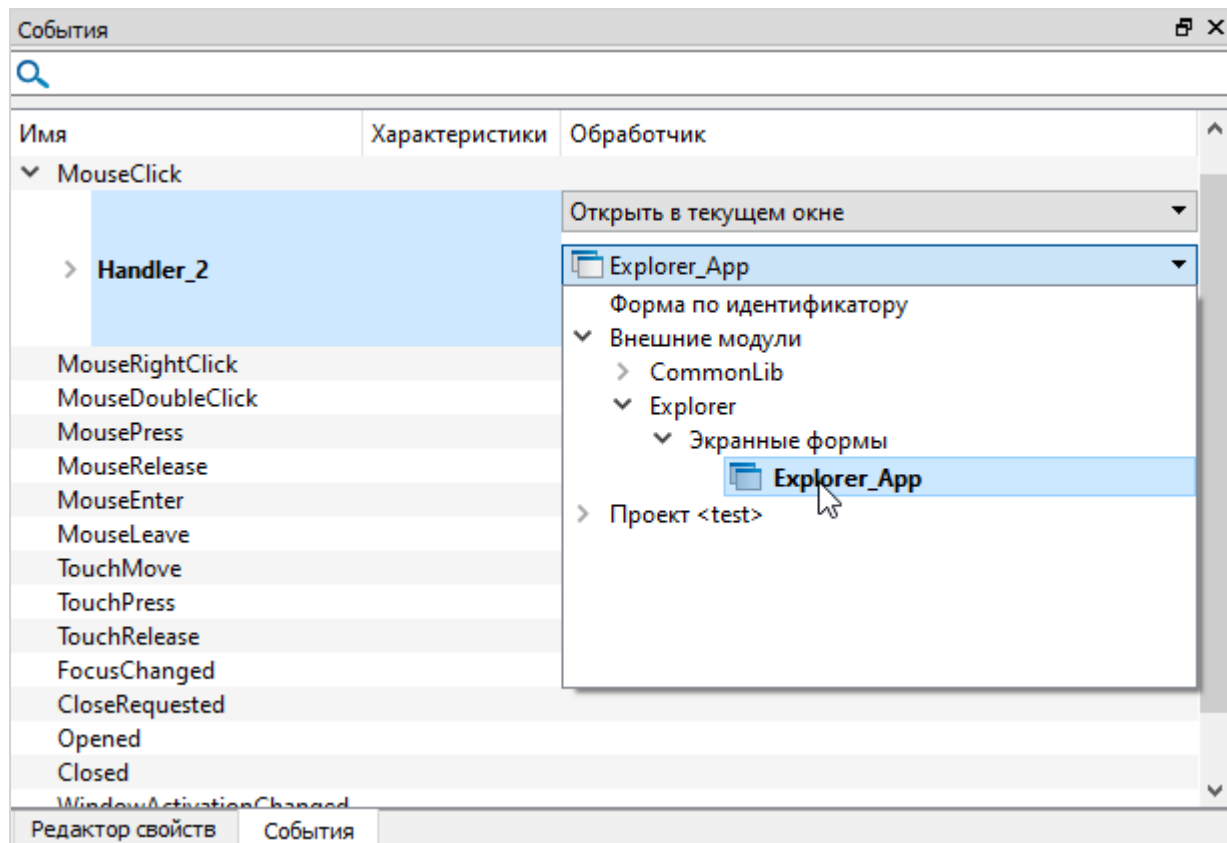 События
Имя Характеристики Обработчик
MouseClick
Открыть в текущем окне
Handler_2
Explorer_App
Форма по идентификатору
Внешние модули
CommonLib
Explorer
Экранные формы
Explorer_App
Проект <test>
MouseRightClick
MouseDoubleClick
MousePress
MouseRelease
MouseEnter
MouseLeave
TouchMove
TouchPress
TouchRelease
FocusChanged
CloseRequested
Opened
Closed
WindowActivationChanged
Редактор свойств События